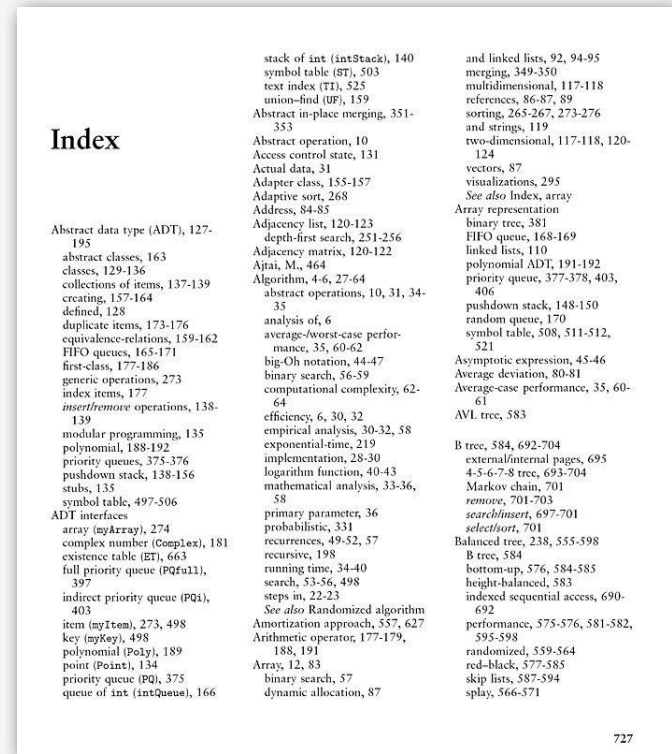 Index
Abstract data type (ADT), 127-
195
abstract classes, 163
classes, 129-136
collections of items, 137-139
creating, 157-164
defined, 128
duplicate items, 173-176
equivalence-relations, 159-162
FIFO queues, 165-171
first-class, 177-186
generic operations, 273
index items, 177
insert/remove operations, 138-
139
modular programming, 135
polynomial, 188-192
priority queues, 375-376
pushdown stack, 138-156
stubs, 135
symbol table, 497-506
ADT interfaces
array (myArray), 274
complex number (Complex), 181
existence table (ET), 663
full priority queue (PQfull),
397
indirect priority queue (PQi),
403
item (myItem), 273, 498
key (myKey), 498
polynomial (Poly), 189
point (Point), 134
priority queue (PQ), 375
queue of int (intQueue), 166
stack of int (intStack), 140
symbol table (ST), 503
text index (TI), 525
union–find (UF), 159
Abstract in-place merging, 351-
353
Abstract operation, 10
Access control state, 131
Actual data, 31
Adapter class, 155-157
Adaptive sort, 268
Address, 84-85
Adjacency list, 120-123
depth-first search, 251-256
Adjacency matrix, 120-122
Ajtai, M., 464
Algorithm, 4-6, 27-64
abstract operations, 10, 31, 34-
35
analysis of, 6
average-/worst-case perfor-
mance, 35, 60-62
big-Oh notation, 44-47
binary search, 56-59
computational complexity, 62-
64
efficiency, 6, 30, 32
empirical analysis, 30-32, 58
exponential-time, 219
implementation, 28-30
logarithm function, 40-43
mathematical analysis, 33-36,
58
primary parameter, 36
probabilistic, 331
recurrences, 49-52, 57
recursive, 198
running time, 34-40
search, 53-56, 498
steps in, 22-23
See also Randomized algorithm
Amortization approach, 557, 627
Arithmetic operator, 177-179,
188, 191
Array, 12, 83
binary search, 57
dynamic allocation, 87
and linked lists, 92, 94-95
merging, 349-350
multidimensional, 117-118
references, 86-87, 89
sorting, 265-267, 273-276
and strings, 119
two-dimensional, 117-118, 120-
124
vectors, 87
visualizations, 295
See also Index, array
Array representation
binary tree, 381
FIFO queue, 168-169
linked lists, 110
polynomial ADT, 191-192
priority queue, 377-378, 403,
406
pushdown stack, 148-150
random queue, 170
symbol table, 508, 511-512,
521
Asymptotic expression, 45-46
Average deviation, 80-81
Average-case performance, 35, 60-
61
AVL tree, 583
B tree, 584, 692-704
external/internal pages, 695
4-5-6-7-8 tree, 693-704
Markov chain, 701
remove, 701-703
search/insert, 697-701
select/sort, 701
Balanced tree, 238, 555-598
B tree, 584
bottom-up, 576, 584-585
height-balanced, 583
indexed sequential access, 690-
692
performance, 575-576, 581-582,
595-598
randomized, 559-564
red–black, 577-585
skip lists, 587-594
splay, 566-571
727